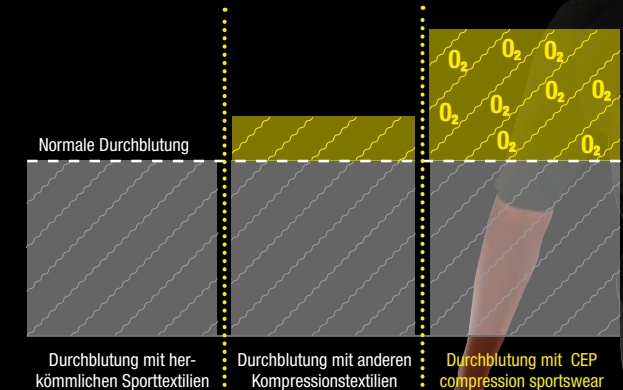 O₂ O₂ O₂
O₂ O₂
O₂ O₂
O₂ O₂
Normale Durchblutung
Durchblutung mit her-
kömmlichen Sporttextilien
Durchblutung mit anderen
Kompressionstextilien
Durchblutung mit CEP
compression sportswear